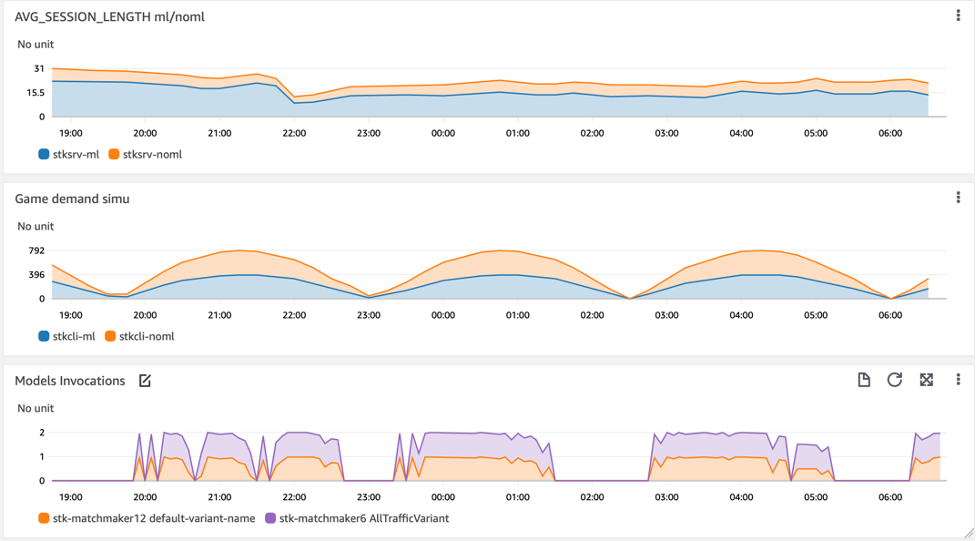 AVG_SESSION_LENGTH ml/noml
No unit
31
15.5
0
19:00 20:00 21:00 22:00 23:00 00:00 01:00 02:00 03:00 04:00 05:00 06:00
stksrv-ml stksrv-noml
Game demand simu
No unit
792
396
0
19:00 20:00 21:00 22:00 23:00 00:00 01:00 02:00 03:00 04:00 05:00 06:00
stkcli-ml stkcli-noml
Models Invocations
No unit
2
1
0
19:00 20:00 21:00 22:00 23:00 00:00 01:00 02:00 03:00 04:00 05:00 06:00
stk-matchmaker12 default-variant-name stk-matchmaker6 AllTrafficVariant